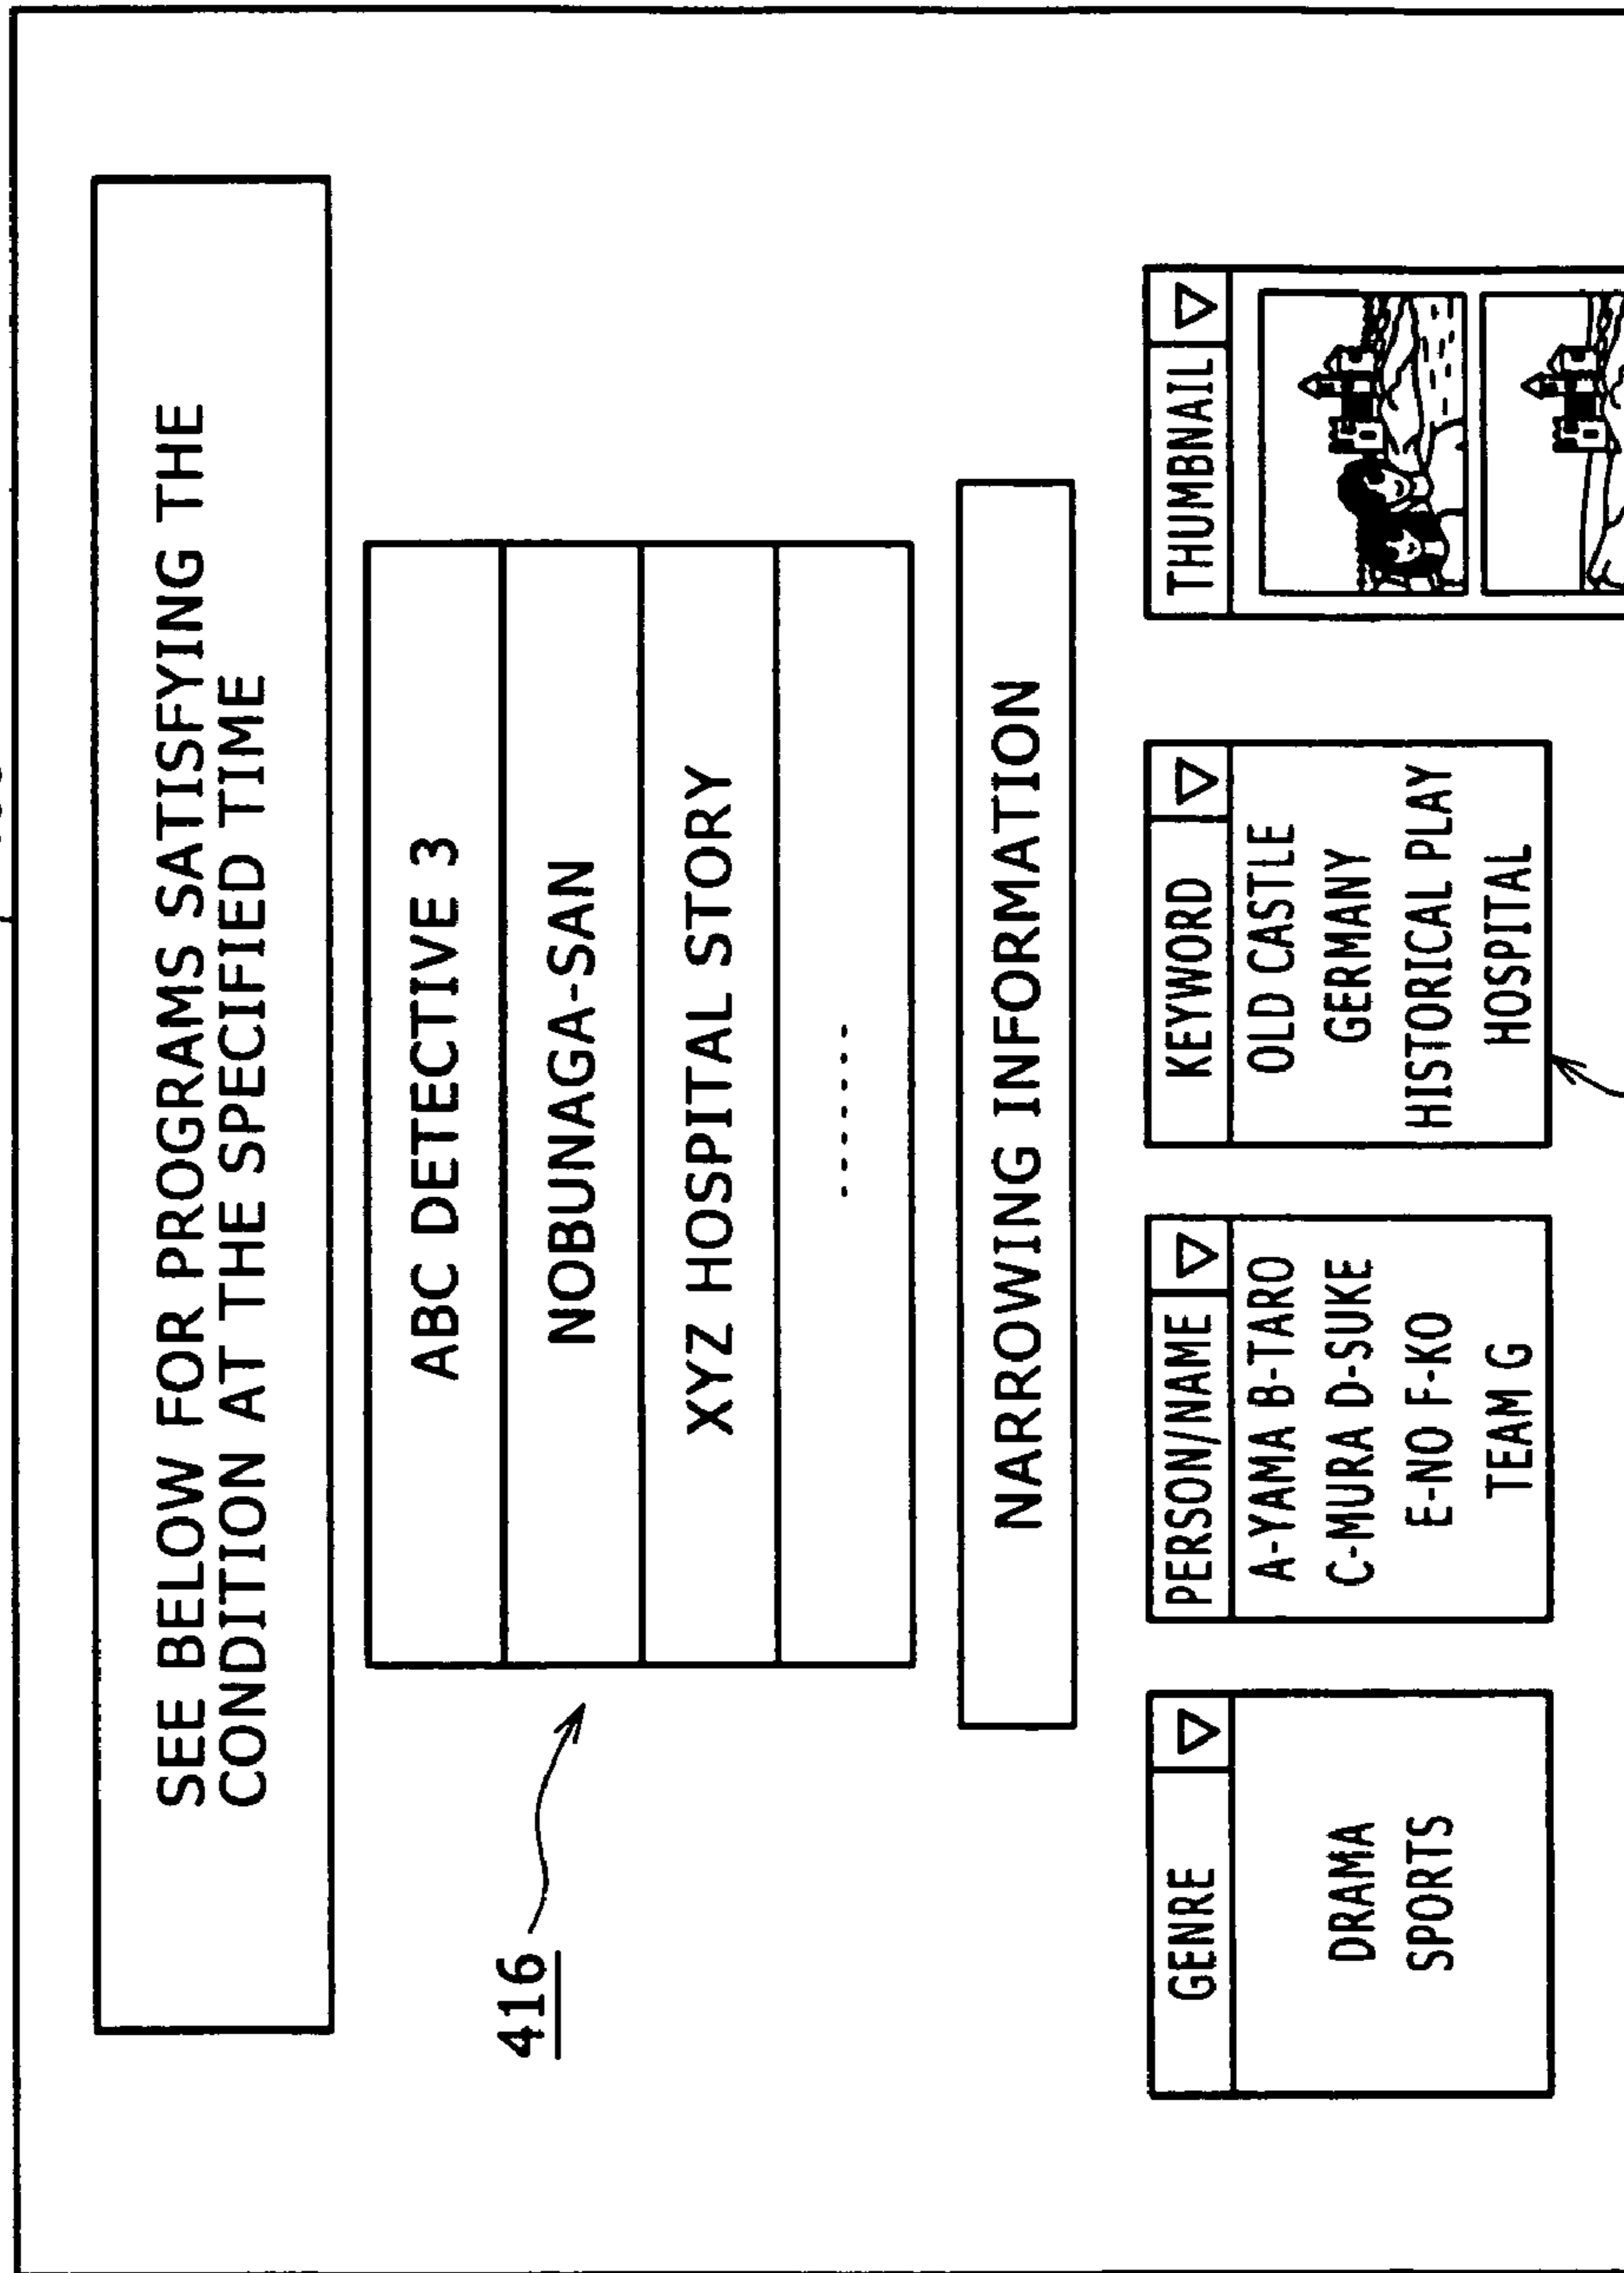 SEE BELOW FOR PROGRAMS SATISFYING THE
CONDITION AT THE SPECIFIED TIME
416
ABC DETECTIVE 3
NOBUNAGA-SAN
XYZ HOSPITAL STORY
.......
NARROWING INFORMATION
GENRE
DRAMA
SPORTS
PERSON/NAME
A-YAMA B-TARO
C-MURA D-SUKE
E-NO F-KO
TEAM G
KEYWORD
OLD CASTLE
GERMANY
HISTORICAL PLAY
HOSPITAL
THUMBNAIL